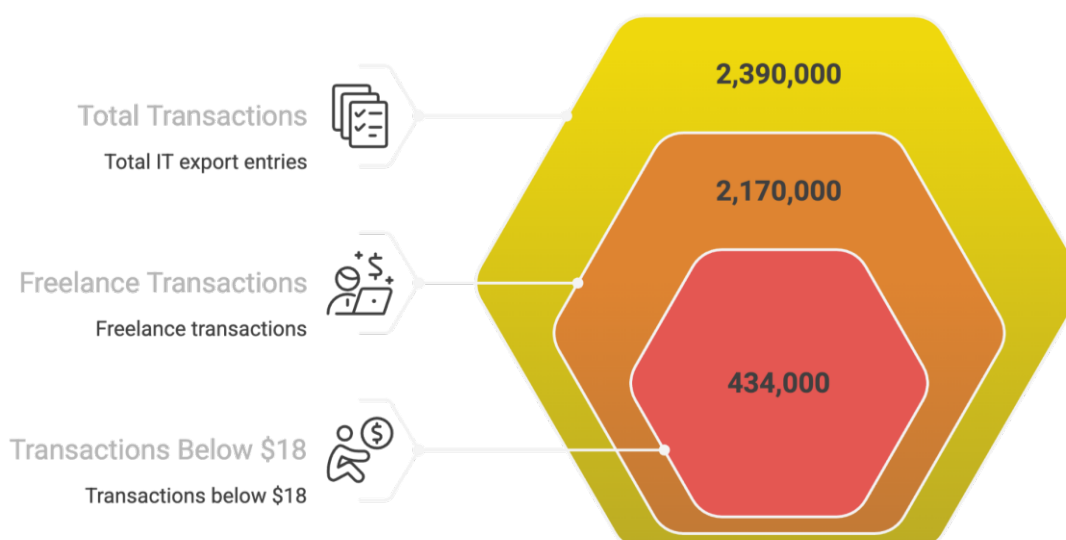 2,390,000
Total Transactions
Total IT export entries
2,170,000
Freelance Transactions
Freelance transactions
434,000
Transactions Below $18
Transactions below $18